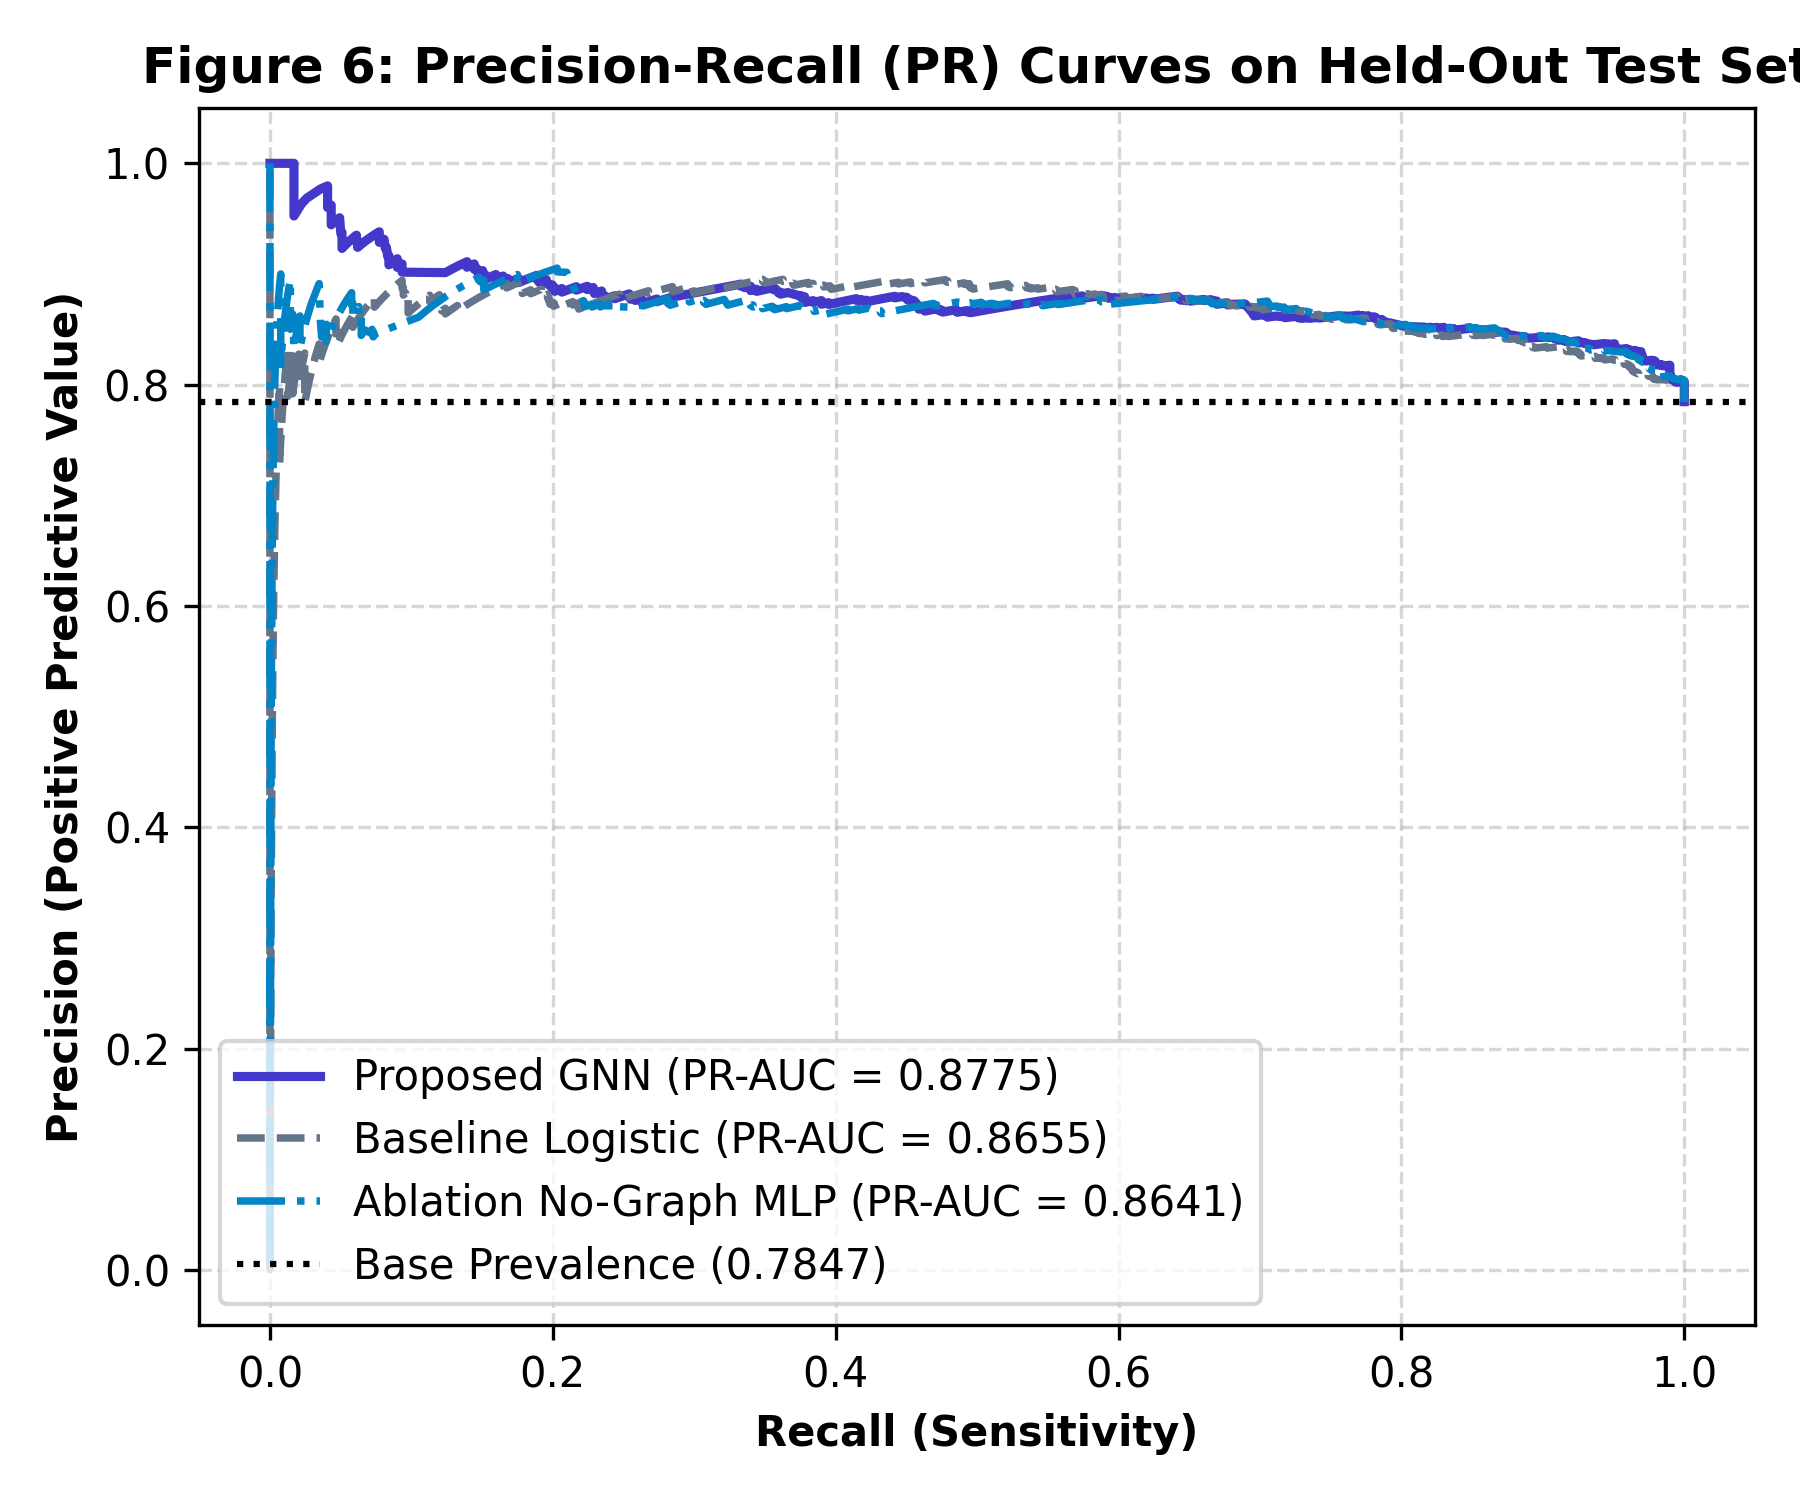 Figure 6: Precision-Recall (PR) Curves on Held-Out Test Set
Precision (Positive Predictive Value)
1.0
0.8
0.6
0.4
0.2
0.0
Proposed GNN (PR-AUC = 0.8775)
Baseline Logistic (PR-AUC = 0.8655)
Ablation No-Graph MLP (PR-AUC = 0.8641)
Base Prevalence (0.7847)
0.0 0.2 0.4 0.6 0.8 1.0
Recall (Sensitivity)